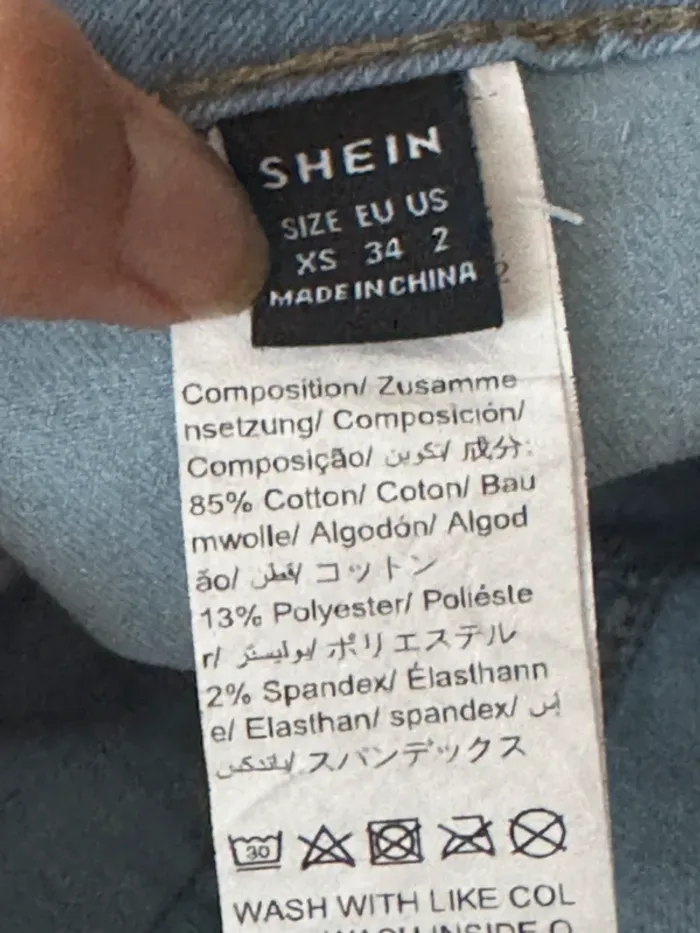 SHEIN
SIZE EU US
XS 34 2
MADE IN CHINA
2
Composition/ Zusamme
nsetzung/ Composición/
Composição/ تكوين/ 成分:
85% Cotton/ Coton/ Bau
mwolle/ Algodón/ Algod
ão/ قطن/ コットン
13% Polyester/ Poliéste
r/ بوليستر/ ポリエステル
2% Spandex/ Élasthann
e/ Elasthan/ spandex/
スパンデックス
30
WASH WITH LIKE COL